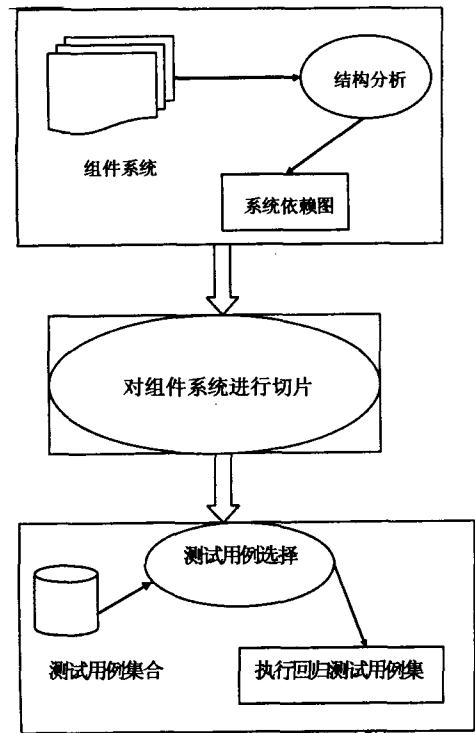 结构分析
组件系统
系统依赖图
对组件系统进行切片
测试用例选择
测试用例集合
执行回归测试用例集